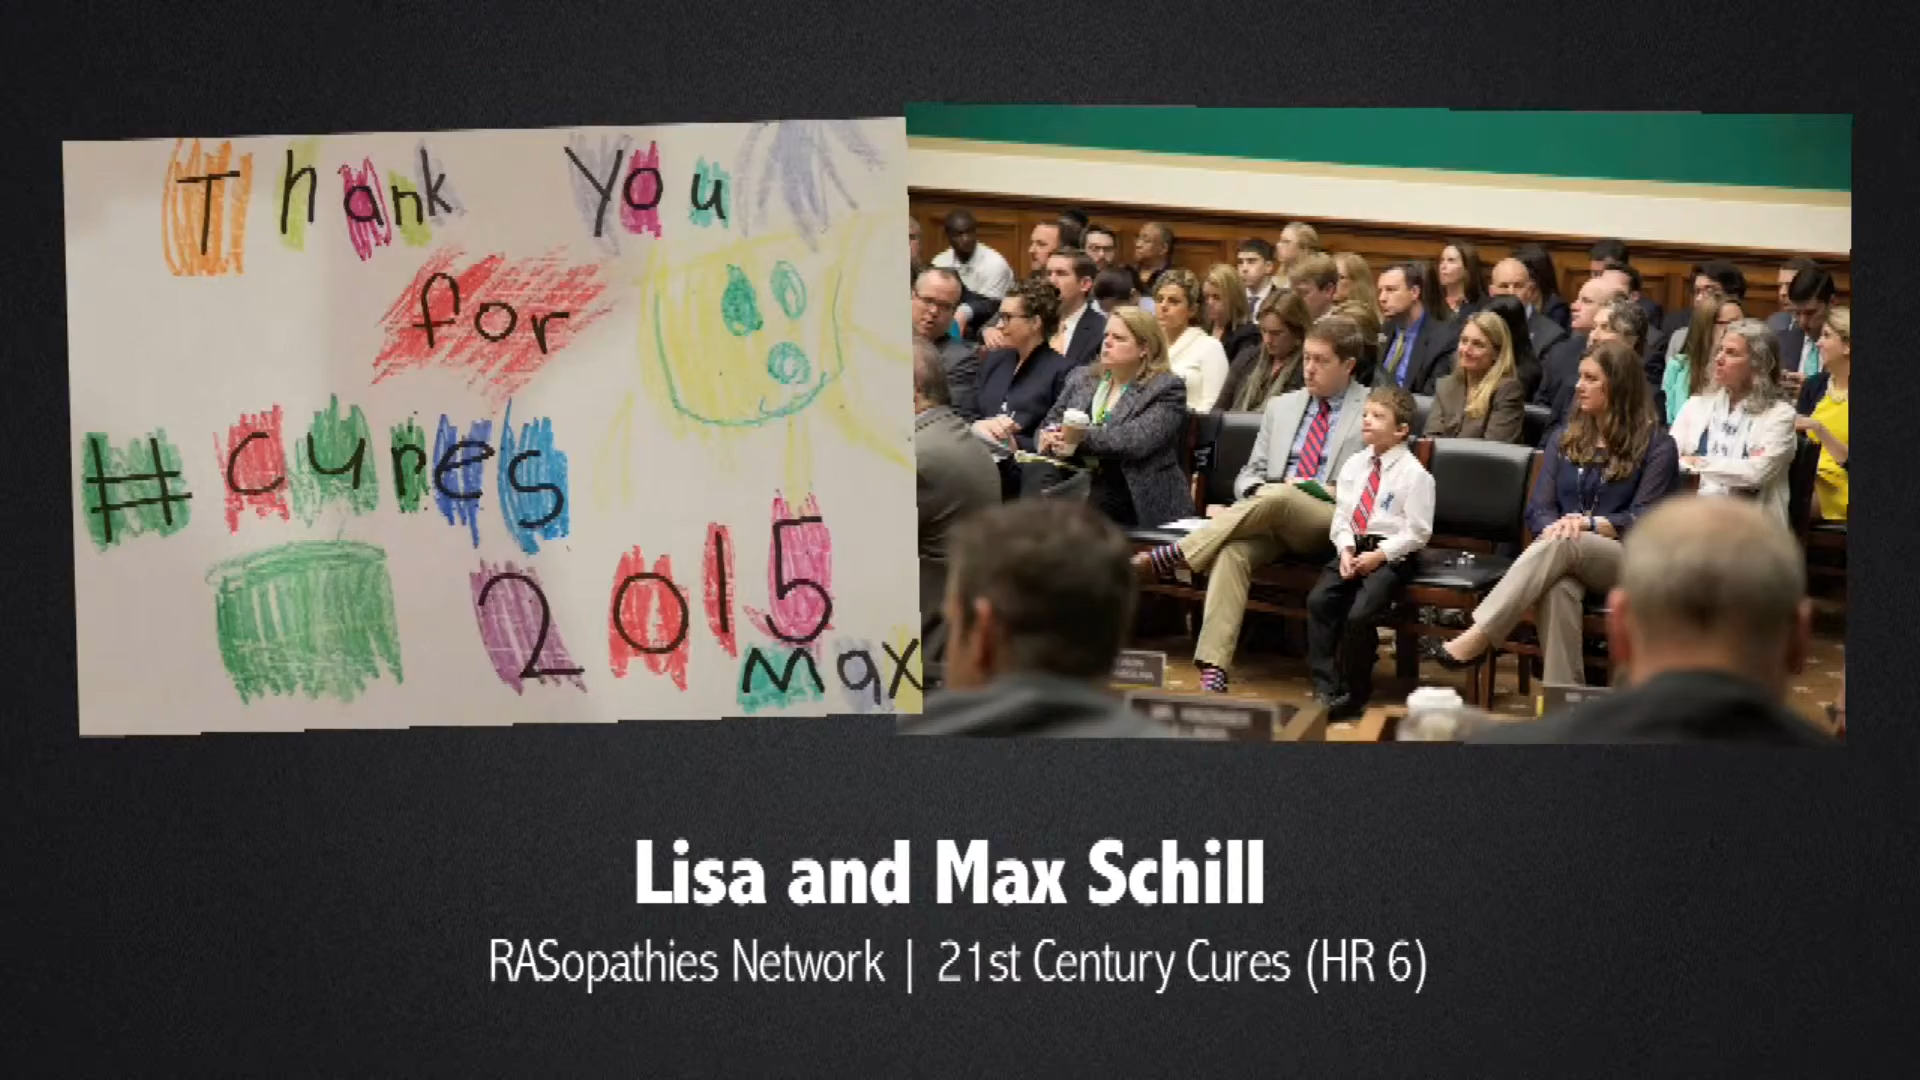 Thank You
for
#cures
2015
Max
Lisa and Max Schill
RASopathies Network | 21st Century Cures (HR 6)